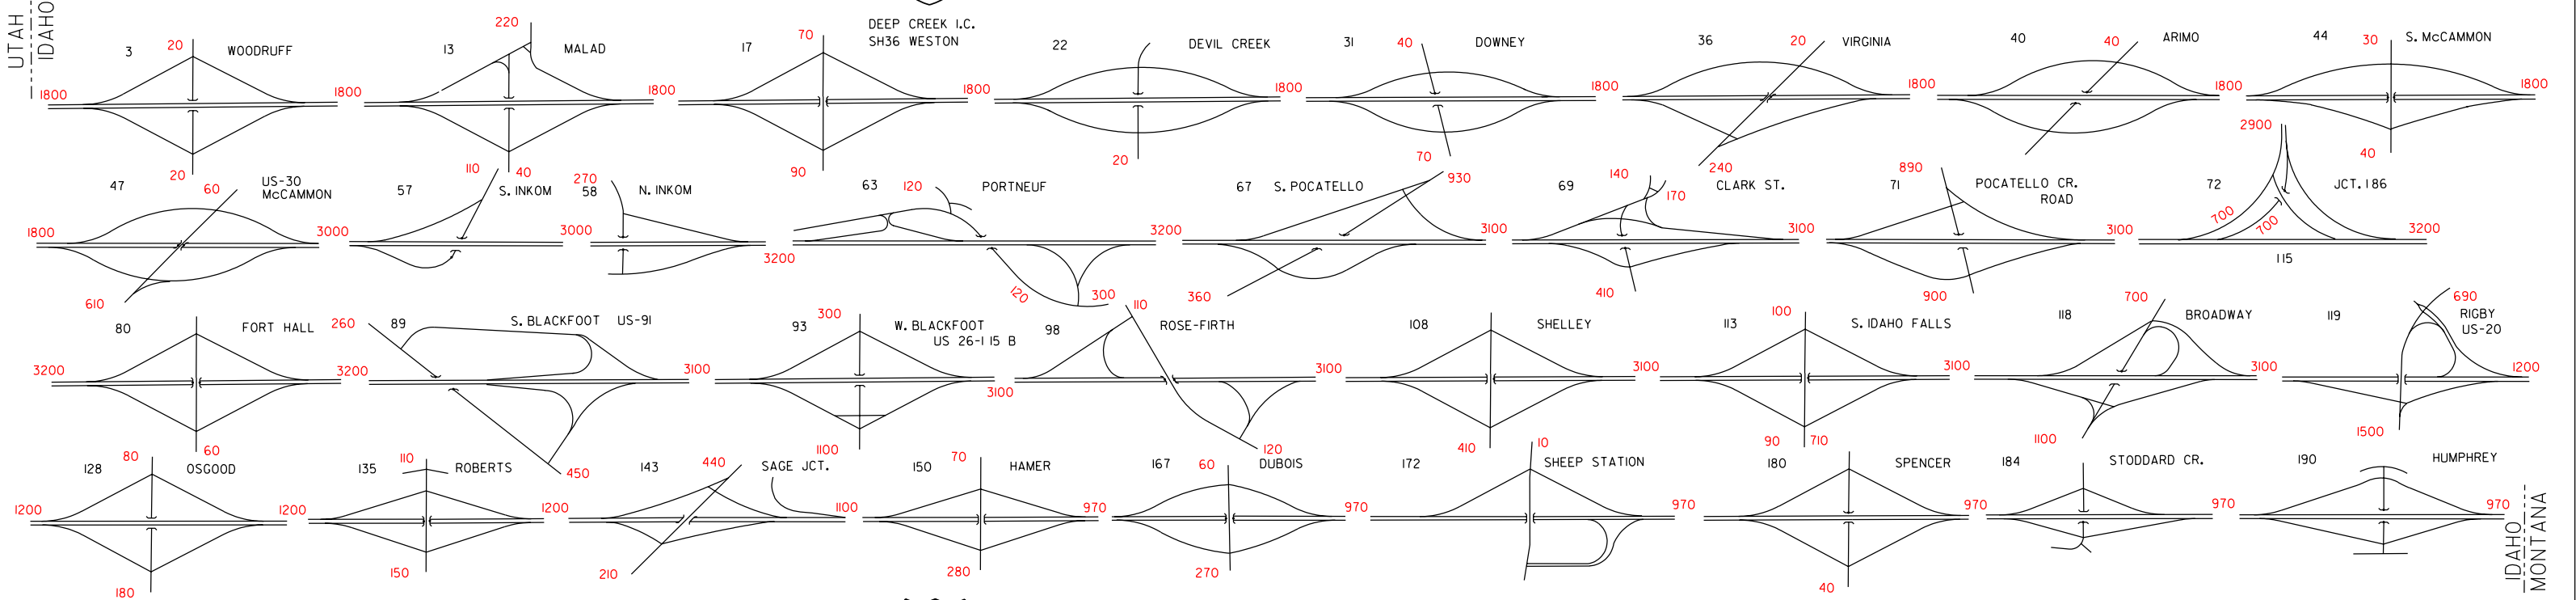 UTAH
IDAHO
3
20
WOODRUFF
1800
1800
20
13
220
MALAD
1800
40
17
70
DEEP CREEK I.C.
SH36 WESTON
1800
90
22
DEVIL CREEK
1800
20
31
40
DOWNEY
1800
70
36
20
VIRGINIA
1800
240
40
40
ARIMO
1800
44
30
S. McCAMMON
1800
40
47
60
US-30
McCAMMON
1800
3000
610
57
110
S. INKOM
3000
270
58
N. INKOM
3200
63
120
PORTNEUF
3200
120
300
67
S. POCATELLO
930
3100
360
69
140
170
CLARK ST.
3100
410
71
890
POCATELLO CR.
ROAD
3100
900
72
2900
JCT. I86
700
700
3200
I15
80
FORT HALL
3200
3200
60
260
89
S. BLACKFOOT US-91
3100
450
93
300
W. BLACKFOOT
US 26-I 15 B
3100
1100
98
110
ROSE-FIRTH
3100
120
108
SHELLEY
3100
410
113
100
S. IDAHO FALLS
3100
90
710
118
700
BROADWAY
3100
1100
119
690
RIGBY
US-20
1200
1500
128
80
OSGOOD
1200
1200
180
135
110
ROBERTS
1200
150
143
440
SAGE JCT.
1100
210
150
70
HAMER
970
280
167
60
DUBOIS
970
270
172
10
SHEEP STATION
970
180
SPENCER
970
40
184
STODDARD CR.
970
190
HUMPHREY
970
IDAHO
MONTANA